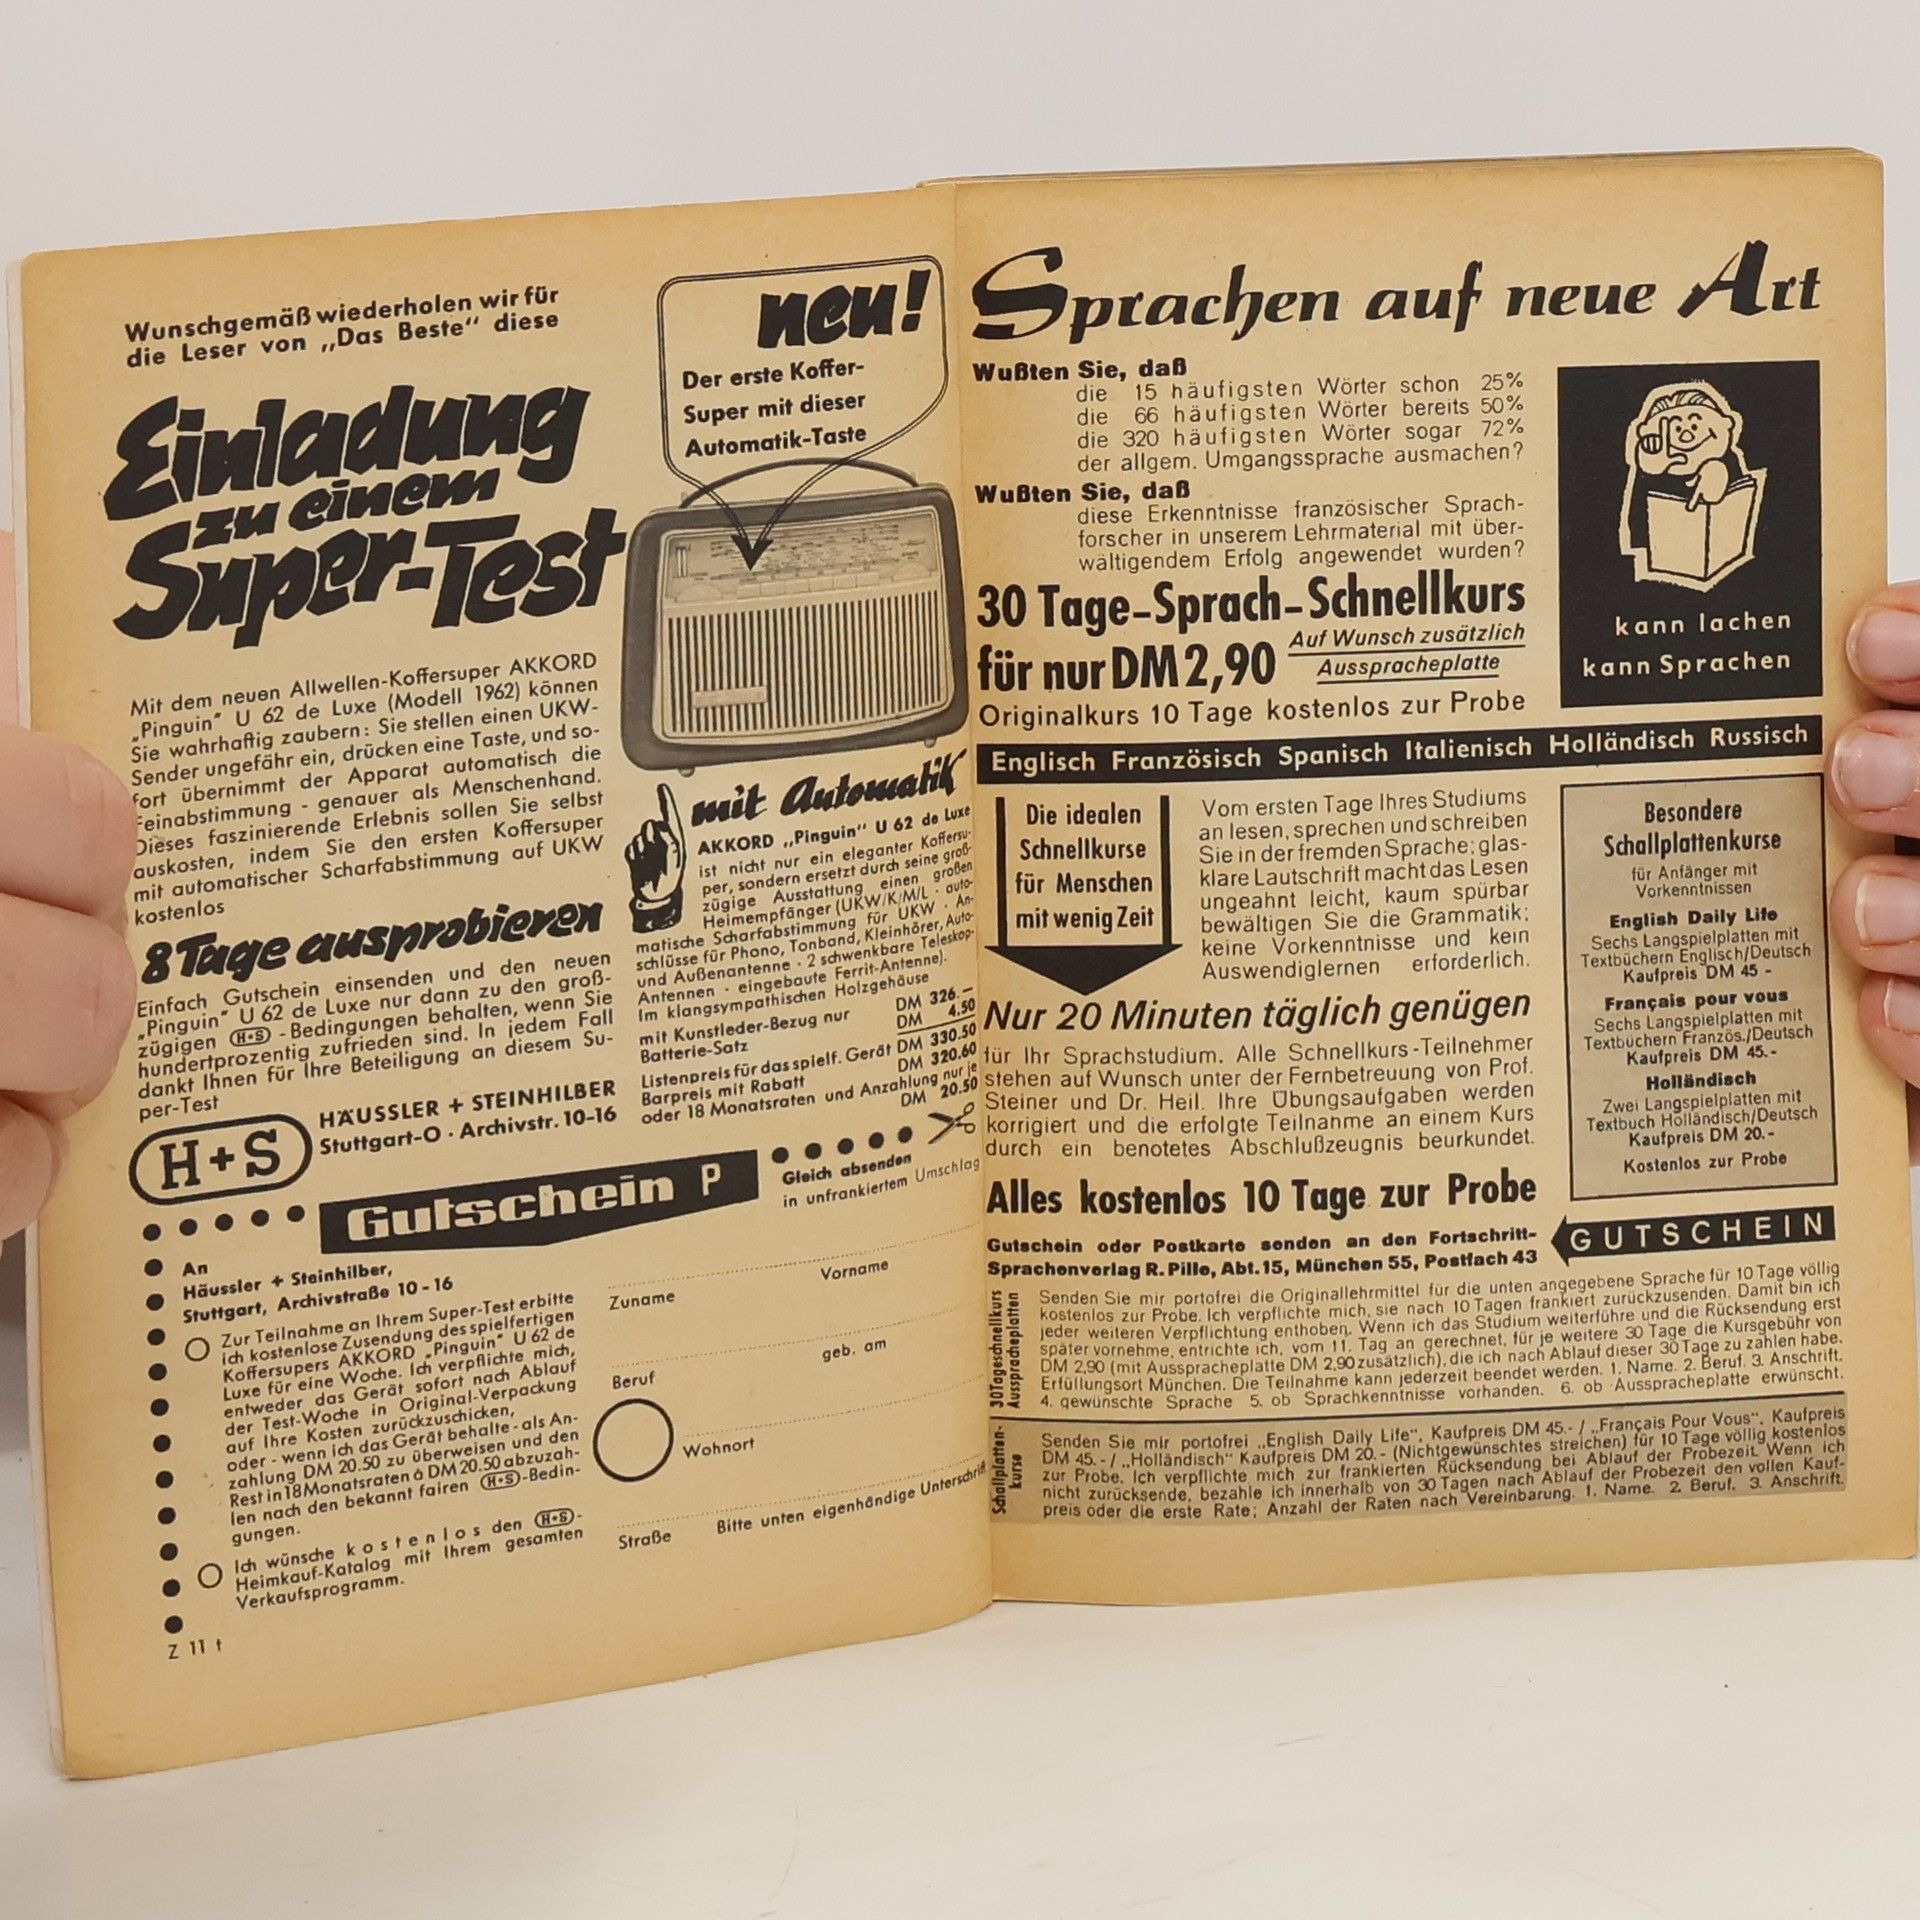 Wunschgemäß wiederholen wir für
die Leser von „Das Beste“ diese
Einladung
zu einem
Super-Test
neu!
Der erste Koffer-
Super mit dieser
Automatik-Taste
Mit dem neuen Allwellen-Koffersuper AKKORD
„Pinguin“ U 62 de Luxe (Modell 1962) können
Sie wahrhaftig zaubern: Sie stellen einen UKW-
Sender ungefähr ein, drücken eine Taste, und so-
fort übernimmt der Apparat automatisch die
Feinabstimmung - genauer als Menschenhand.
Dieses faszinierende Erlebnis sollen Sie selbst
auskosten, indem Sie den ersten Koffersuper
mit automatischer Scharfabstimmung auf UKW
kostenlos
8 Tage ausprobieren
Einfach Gutschein einsenden und den neuen
„Pinguin“ U 62 de Luxe nur dann zu den groß-
zügigen H+S -Bedingungen behalten, wenn Sie
hundertprozentig zufrieden sind. In jedem Fall
dankt Ihnen für Ihre Beteiligung an diesem Su-
per-Test
H+S
HÄUSSLER + STEINHILBER
Stuttgart-O · Archivstr. 10-16
mit Automatik
AKKORD „Pinguin“ U 62 de Luxe
ist nicht nur ein eleganter Koffersu-
per, sondern ersetzt durch seine groß-
zügige Ausstattung einen großen
Heimempfänger (UKW/K/M/L · auto-
matische Scharfabstimmung für UKW · An-
schlüsse für Phono, Tonband, Kleinhörer, Auto-
und Außenantenne · 2 schwenkbare Teleskop-
Antennen · eingebaute Ferrit-Antenne).
Im klangsympathischen Holzgehäuse
mit Kunstleder-Bezug nur DM 326.–
Batterie-Satz DM 4.50
Listenpreis für das spielf. Gerät DM 330.50
Barpreis mit Rabatt DM 320.60
oder 18 Monatsraten und Anzahlung nur je
DM 20.50
Gutschein P
Gleich absenden
in unfrankiertem Umschlag
An
Häussler + Steinhilber,
Stuttgart, Archivstraße 10 - 16
Zur Teilnahme an Ihrem Super-Test erbitte
ich kostenlose Zusendung des spielfertigen
Koffersupers AKKORD „Pinguin“ U 62 de
Luxe für eine Woche. Ich verpflichte mich,
entweder das Gerät sofort nach Ablauf
der Test-Woche in Original-Verpackung
auf Ihre Kosten zurückzuschicken,
oder - wenn ich das Gerät behalte - als An-
zahlung DM 20.50 zu überweisen und den
Rest in 18 Monatsraten à DM 20.50 abzuzah-
len nach den bekannt fairen H+S -Bedin-
gungen.
Ich wünsche kostenlos den H+S -
Heimkauf-Katalog mit Ihrem gesamten
Verkaufsprogramm.
Z 11 t
Zuname Vorname
Beruf geb. am
Wohnort
Straße Bitte unten eigenhändige Unterschrift
Sprachen auf neue Art
Wußten Sie, daß
die 15 häufigsten Wörter schon 25%
die 66 häufigsten Wörter bereits 50%
die 320 häufigsten Wörter sogar 72%
der allgem. Umgangssprache ausmachen?
Wußten Sie, daß
diese Erkenntnisse französischer Sprach-
forscher in unserem Lehrmaterial mit über-
wältigendem Erfolg angewendet wurden?
30 Tage-Sprach-Schnellkurs
für nur DM 2,90 Auf Wunsch zusätzlich
Ausspracheplatte
Originalkurs 10 Tage kostenlos zur Probe
kann lachen
kann Sprachen
Englisch Französisch Spanisch Italienisch Holländisch Russisch
Die idealen
Schnellkurse
für Menschen
mit wenig Zeit
Vom ersten Tage Ihres Studiums
an lesen, sprechen und schreiben
Sie in der fremden Sprache; glas-
klare Lautschrift macht das Lesen
ungeahnt leicht, kaum spürbar
bewältigen Sie die Grammatik;
keine Vorkenntnisse und kein
Auswendiglernen erforderlich.
Nur 20 Minuten täglich genügen
für Ihr Sprachstudium. Alle Schnellkurs-Teilnehmer
stehen auf Wunsch unter der Fernbetreuung von Prof.
Steiner und Dr. Heil. Ihre Übungsaufgaben werden
korrigiert und die erfolgte Teilnahme an einem Kurs
durch ein benotetes Abschlußzeugnis beurkundet.
Alles kostenlos 10 Tage zur Probe
Gutschein oder Postkarte senden an den Fortschritt-
Sprachenverlag R. Pille, Abt. 15, München 55, Postfach 43
Besondere
Schallplattenkurse
für Anfänger mit
Vorkenntnissen
English Daily Life
Sechs Langspielplatten mit
Textbüchern Englisch/Deutsch
Kaufpreis DM 45 -
Français pour vous
Sechs Langspielplatten mit
Textbüchern Französ./Deutsch
Kaufpreis DM 45.-
Holländisch
Zwei Langspielplatten mit
Textbuch Holländisch/Deutsch
Kaufpreis DM 20.-
Kostenlos zur Probe
GUTSCHEIN
30 Tageschnellkurs
Ausspracheplatten
Senden Sie mir portofrei die Originallehrmittel für die unten angegebene Sprache für 10 Tage völlig
kostenlos zur Probe. Ich verpflichte mich, sie nach 10 Tagen frankiert zurückzusenden. Damit bin ich
jeder weiteren Verpflichtung enthoben. Wenn ich das Studium weiterführe und die Rücksendung erst
später vornehme, entrichte ich, vom 11. Tag an gerechnet, für je weitere 30 Tage die Kursgebühr von
DM 2,90 (mit Aussprache­platte DM 2,90 zusätzlich), die ich nach Ablauf dieser 30 Tage zu zahlen habe.
Erfüllungsort München. Die Teilnahme kann jederzeit beendet werden. 1. Name. 2. Beruf. 3. Anschrift.
4. gewünschte Sprache 5. ob Sprachkenntnisse vorhanden. 6. ob Ausspracheplatte erwünscht.
Schallplatten-
kurse
Senden Sie mir portofrei „English Daily Life“, Kaufpreis DM 45.- / „Français Pour Vous“, Kaufpreis
DM 45.- / „Holländisch“ Kaufpreis DM 20.- (Nichtgewünschtes streichen) für 10 Tage völlig kostenlos
zur Probe. Ich verpflichte mich zur frankierten Rücksendung bei Ablauf der Probezeit. Wenn ich
nicht zurücksende, bezahle ich innerhalb von 30 Tagen nach Ablauf der Probezeit den vollen Kauf-
preis oder die erste Rate; Anzahl der Raten nach Vereinbarung. 1. Name. 2. Beruf. 3. Anschrift.